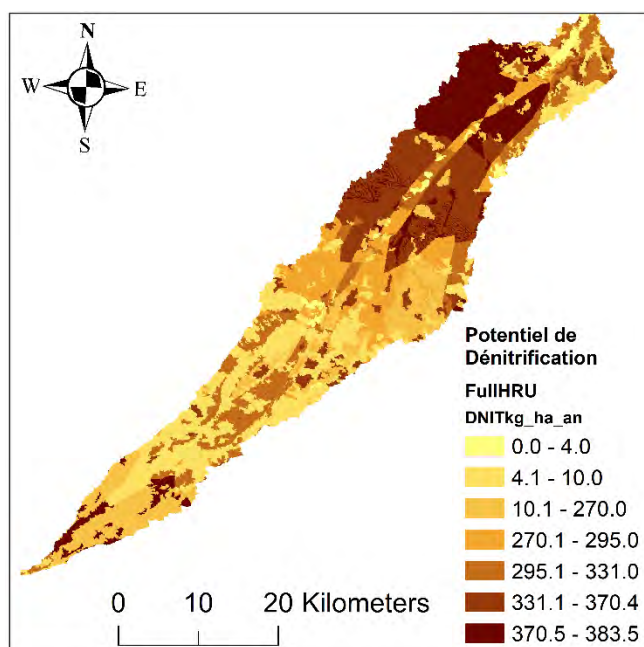 N
W E
S
Potentiel de
Dénitrification
FullHRU
DNITkg_ha_an
0.0 - 4.0
4.1 - 10.0
10.1 - 270.0
270.1 - 295.0
295.1 - 331.0
331.1 - 370.4
370.5 - 383.5
0 10 20 Kilometers